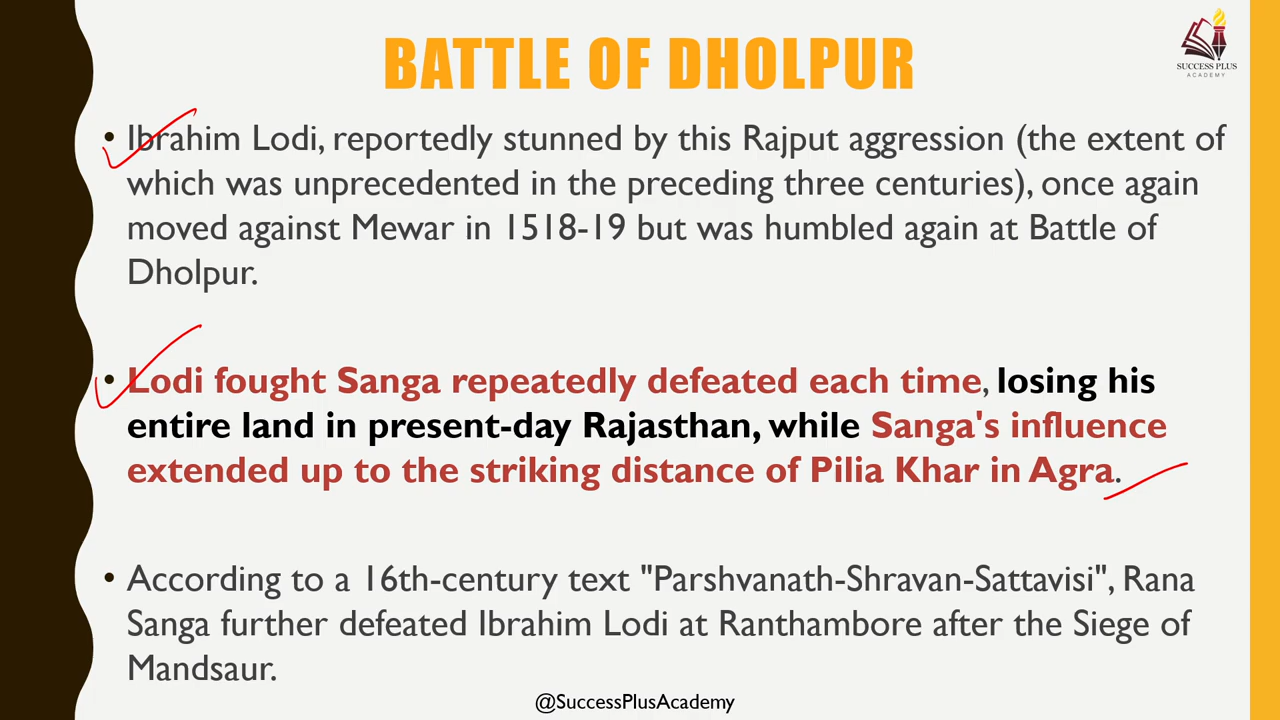 BATTLE OF DHOLPUR
SUCCESS PLUS
ACADEMY
• Ibrahim Lodi, reportedly stunned by this Rajput aggression (the extent of
which was unprecedented in the preceding three centuries), once again
moved against Mewar in 1518-19 but was humbled again at Battle of
Dholpur.
• Lodi fought Sanga repeatedly defeated each time, losing his
entire land in present-day Rajasthan, while Sanga's influence
extended up to the striking distance of Pilia Khar in Agra.
• According to a 16th-century text "Parshvanath-Shravan-Sattavisi", Rana
Sanga further defeated Ibrahim Lodi at Ranthambore after the Siege of
Mandsaur.
@SuccessPlusAcademy